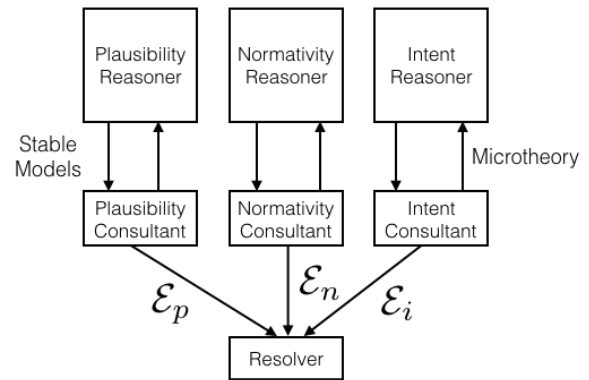 Plausibility
Reasoner
Normativity
Reasoner
Intent
Reasoner
Stable
Models
Microtheory
Plausibility
Consultant
Normativity
Consultant
Intent
Consultant
ℰp
ℰn
ℰi
Resolver